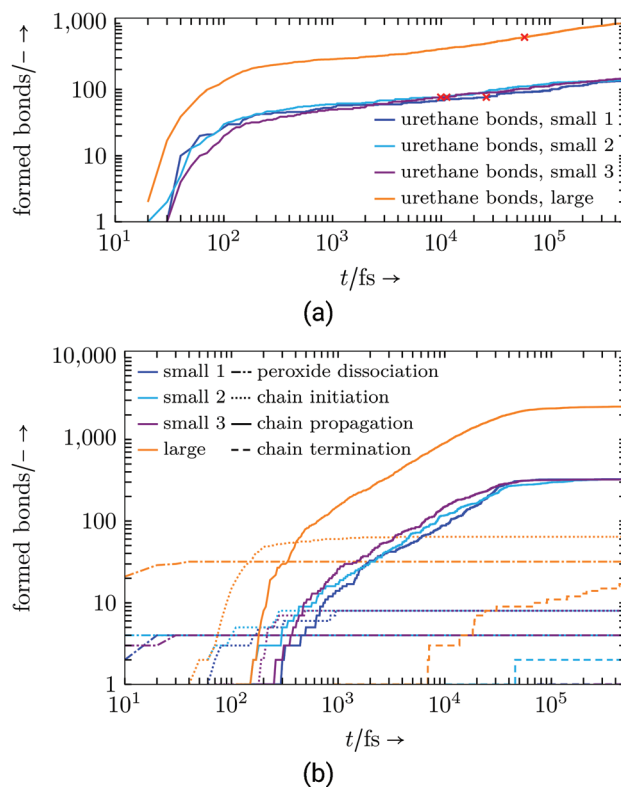 1,000
100
10
1
formed bonds/− →
urethane bonds, small 1
urethane bonds, small 2
urethane bonds, small 3
urethane bonds, large
10¹ 10² 10³ 10⁴ 10⁵
t/fs →
(a)
10,000
1,000
100
10
1
formed bonds/− →
small 1 peroxide dissociation
small 2 chain initiation
small 3 chain propagation
large chain termination
10¹ 10² 10³ 10⁴ 10⁵
t/fs →
(b)